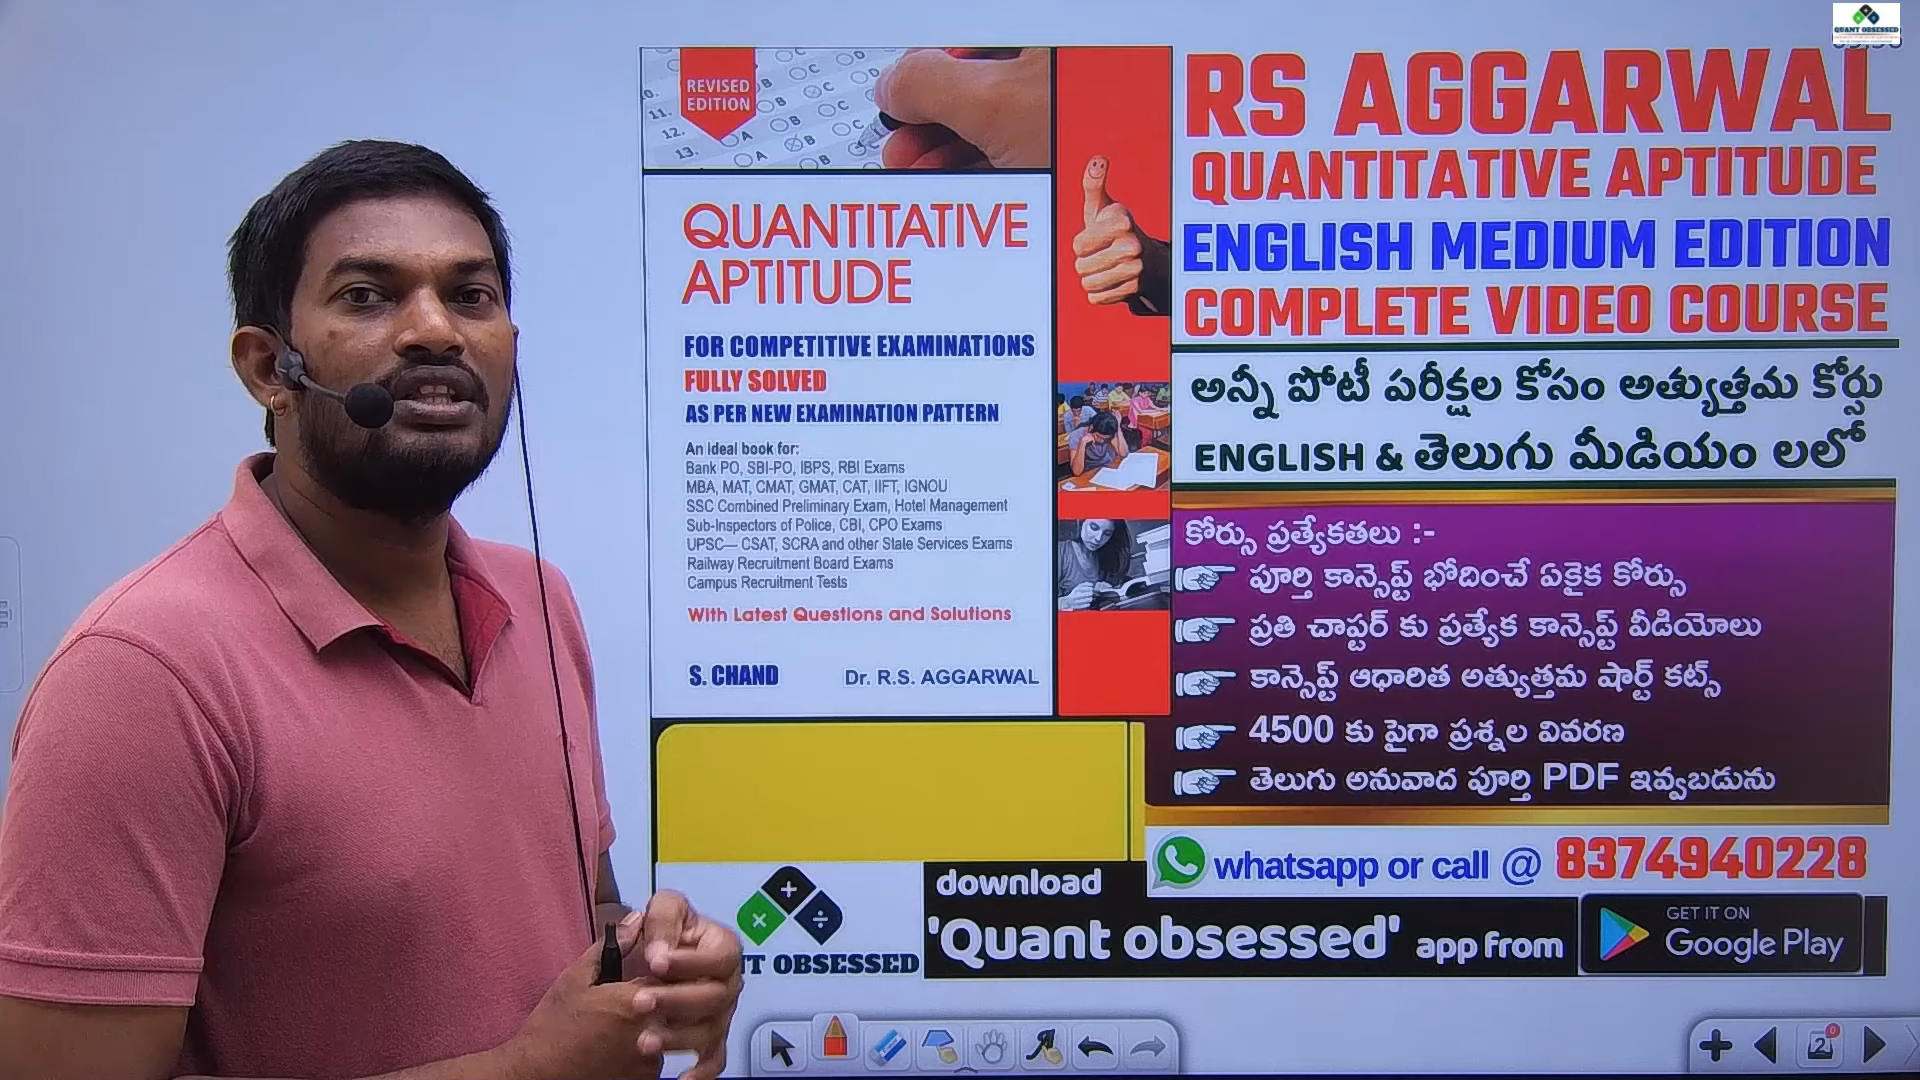 QUANT OBSESSED
REVISED
EDITION
QUANTITATIVE
APTITUDE
FOR COMPETITIVE EXAMINATIONS
FULLY SOLVED
AS PER NEW EXAMINATION PATTERN
An ideal book for:
Bank PO, SBI-PO, IBPS, RBI Exams
MBA, MAT, CMAT, GMAT, CAT, IIFT, IGNOU
SSC Combined Preliminary Exam, Hotel Management
Sub-Inspectors of Police, CBI, CPO Exams
UPSC— CSAT, SCRA and other State Services Exams
Railway Recruitment Board Exams
Campus Recruitment Tests
With Latest Questions and Solutions
S. CHAND Dr. R.S. AGGARWAL
RS AGGARWAL
QUANTITATIVE APTITUDE
ENGLISH MEDIUM EDITION
COMPLETE VIDEO COURSE
అన్నీ పోటీ పరీక్షల కోసం అత్యుత్తమ కోర్సు
ENGLISH & తెలుగు మీడియం లలో
కోర్సు ప్రత్యేకతలు :-
పూర్తి కాన్సెప్ట్ భోదించే ఏకైక కోర్సు
ప్రతి చాప్టర్ కు ప్రత్యేక కాన్సెప్ట్ వీడియోలు
కాన్సెప్ట్ ఆధారిత అత్యుత్తమ షార్ట్ కట్స్
4500 కు పైగా ప్రశ్నల వివరణ
తెలుగు అనువాద పూర్తి PDF ఇవ్వబడును
whatsapp or call @ 8374940228
NT OBSESSED
download
'Quant obsessed' app from
GET IT ON
Google Play
2